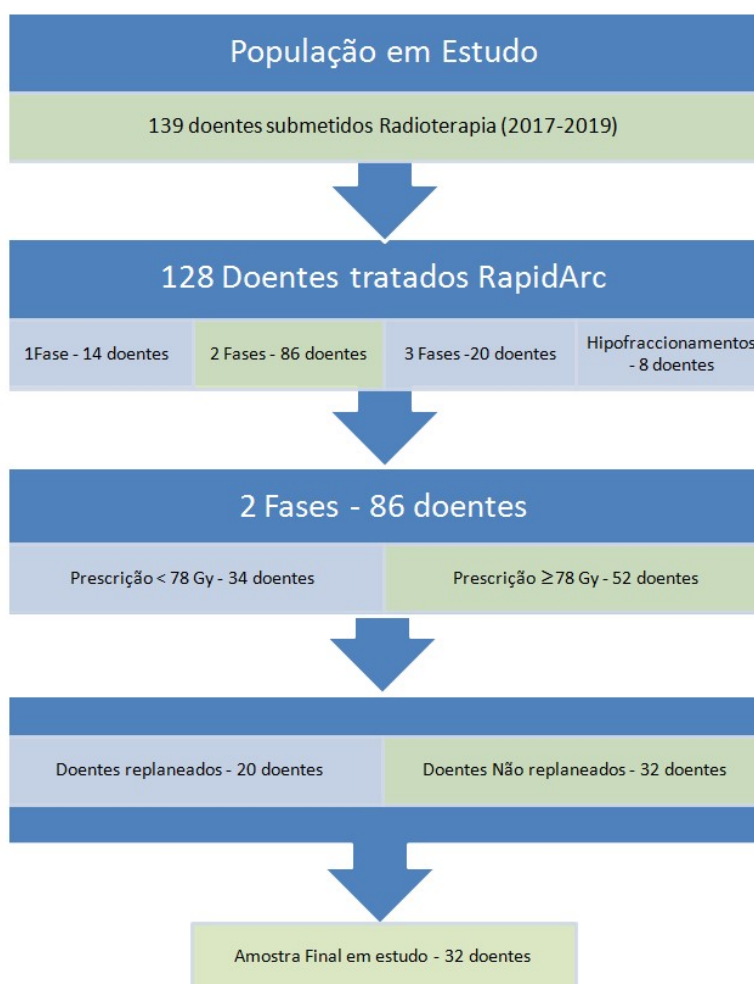 População em Estudo
139 doentes submetidos Radioterapia (2017-2019)
128 Doentes tratados RapidArc
1Fase - 14 doentes
2 Fases - 86 doentes
3 Fases -20 doentes
Hipofraccionamentos
- 8 doentes
2 Fases - 86 doentes
Prescrição < 78 Gy - 34 doentes
Prescrição ≥78 Gy - 52 doentes
Doentes replaneados - 20 doentes
Doentes Não replaneados - 32 doentes
Amostra Final em estudo - 32 doentes